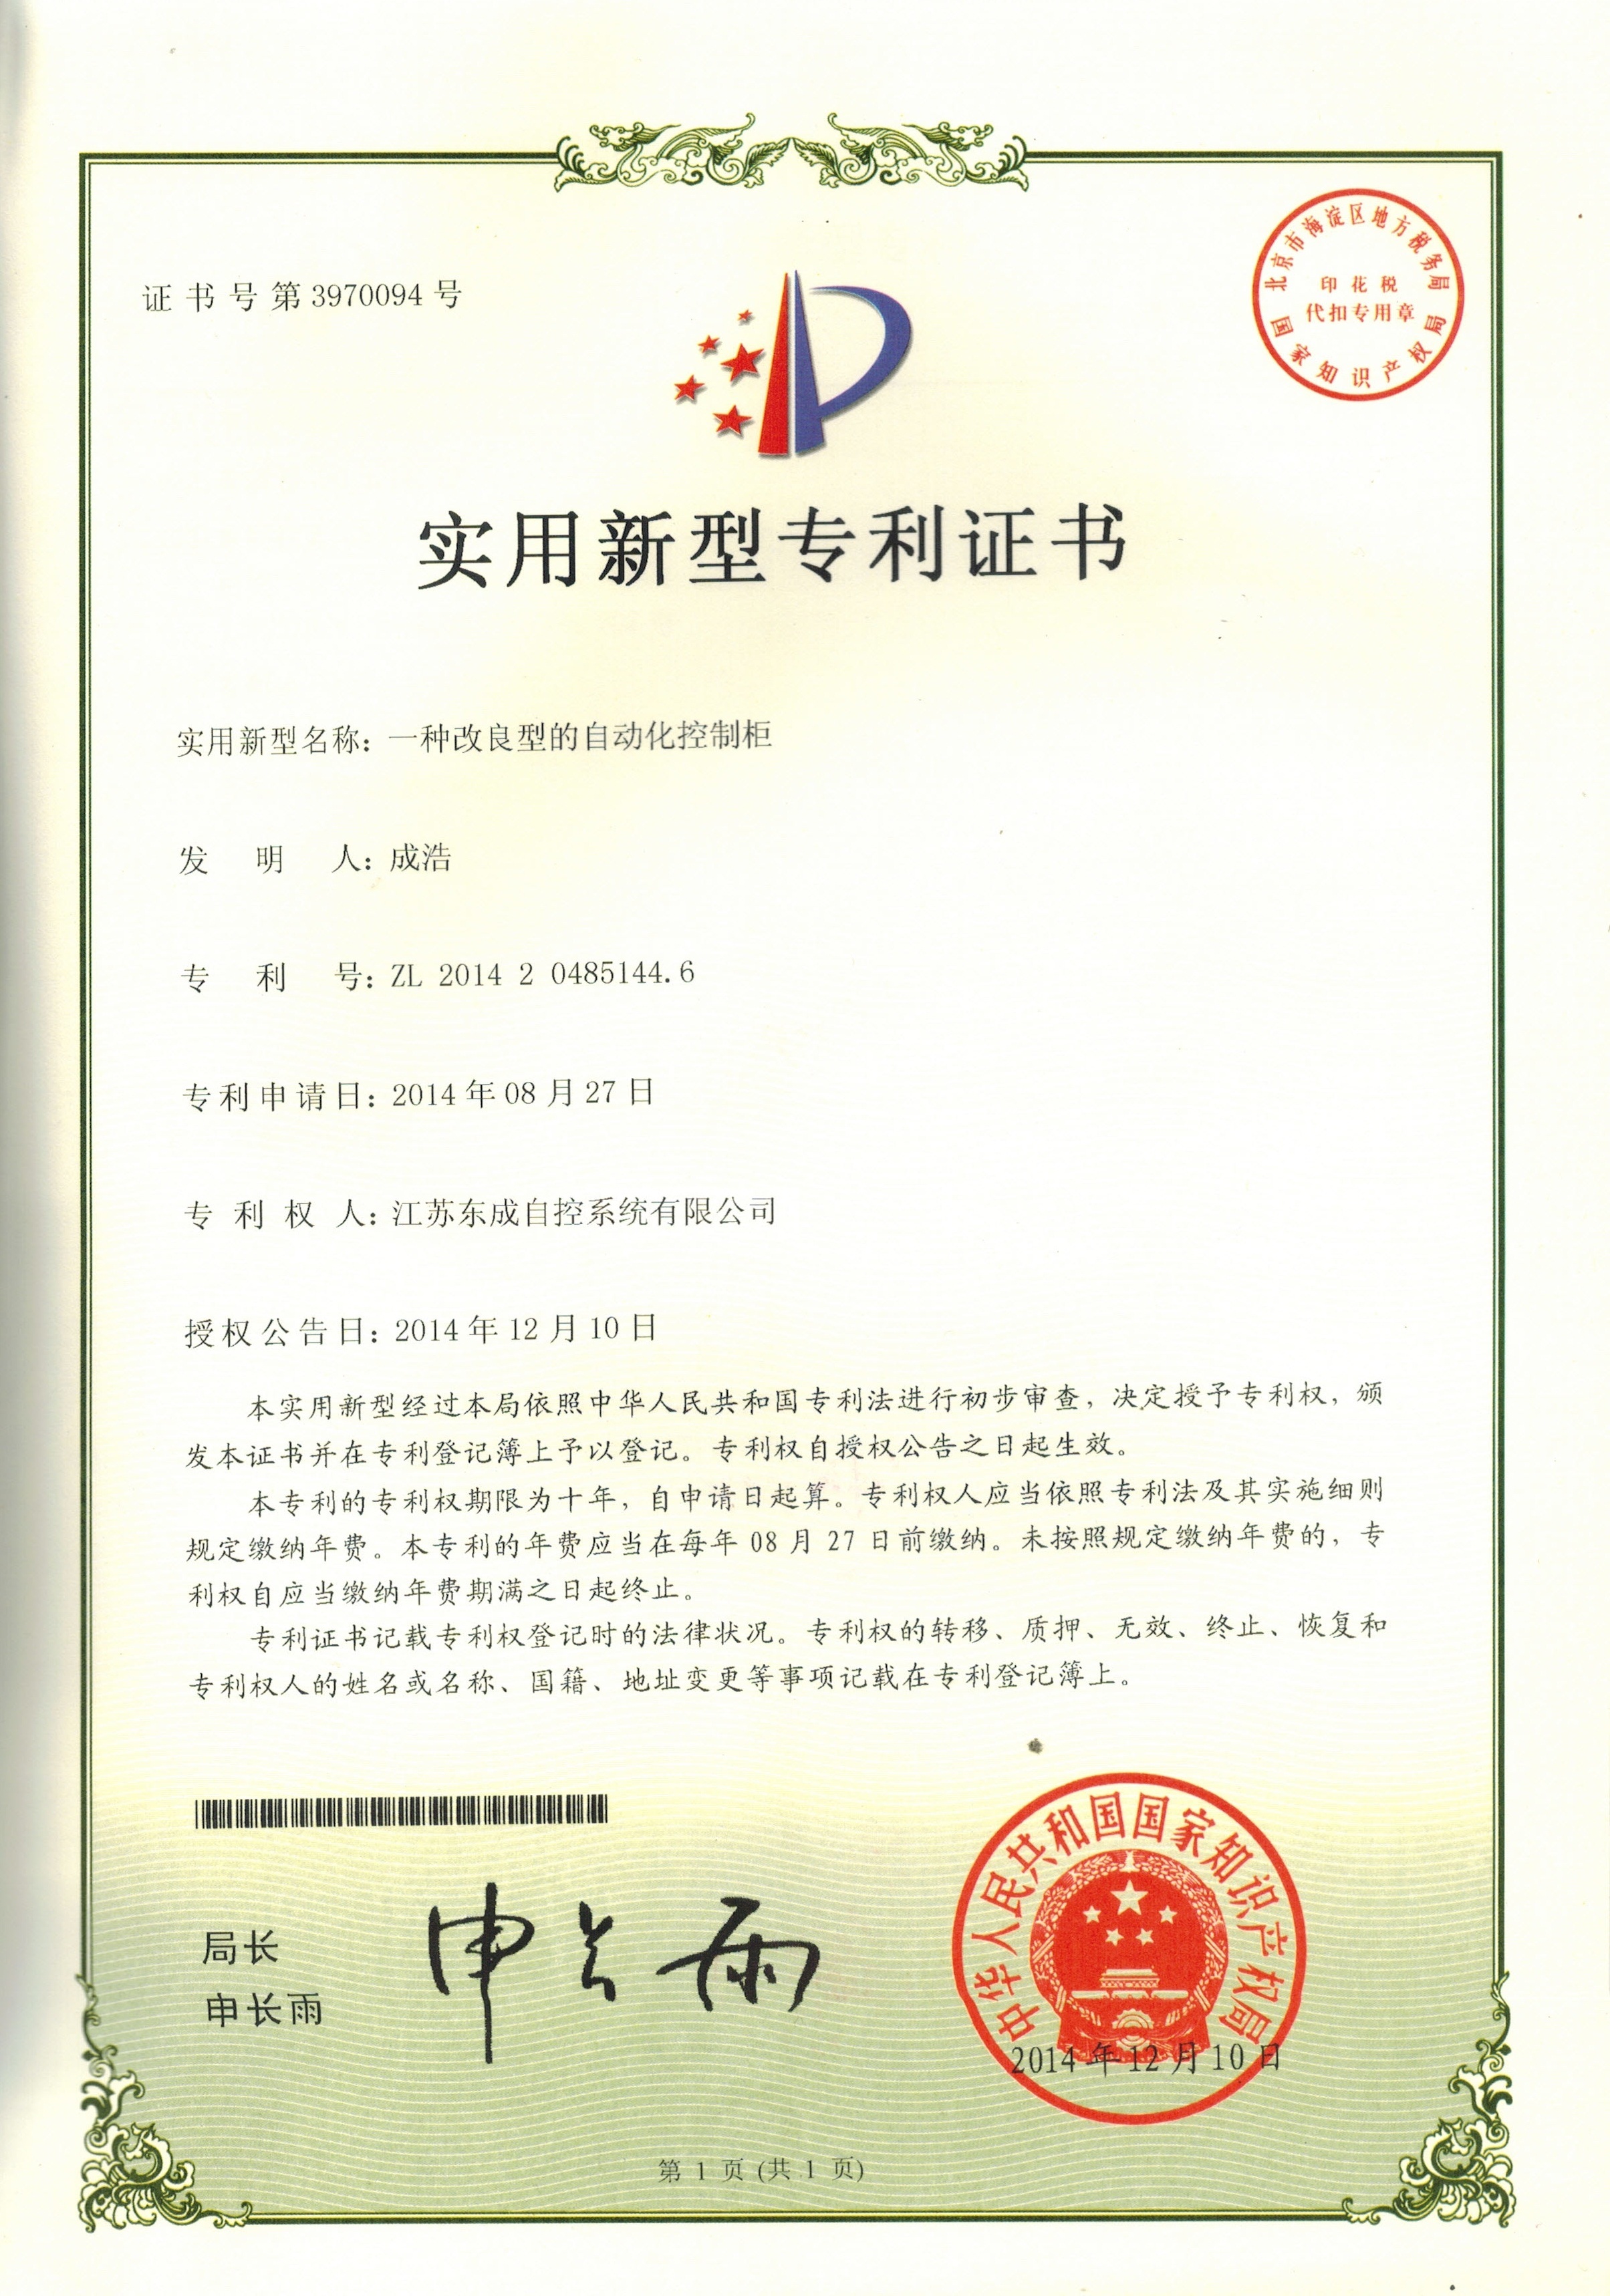 证书号第3970094号
北京市海淀区地方税务局
印花税
代扣专用章
国家知识产权局
实用新型专利证书
实用新型名称：一种改良型的自动化控制柜
发明人：成浩
专利号：ZL 2014 2 0485144.6
专利申请日：2014年08月27日
专利权人：江苏东成自控系统有限公司
授权公告日：2014年12月10日
本实用新型经过本局依照中华人民共和国专利法进行初步审查，决定授予专利权，颁
发本证书并在专利登记簿上予以登记。专利权自授权公告之日起生效。
本专利的专利权期限为十年，自申请日起算。专利权人应当依照专利法及其实施细则
规定缴纳年费。本专利的年费应当在每年08月27日前缴纳。未按照规定缴纳年费的，专
利权自应当缴纳年费期满之日起终止。
专利证书记载专利权登记时的法律状况。专利权的转移、质押、无效、终止、恢复和
专利权人的姓名或名称、国籍、地址变更等事项记载在专利登记簿上。
局长
申长雨
申长雨
中华人民共和国国家知识产权局
2014年12月10日
第1页(共1页)